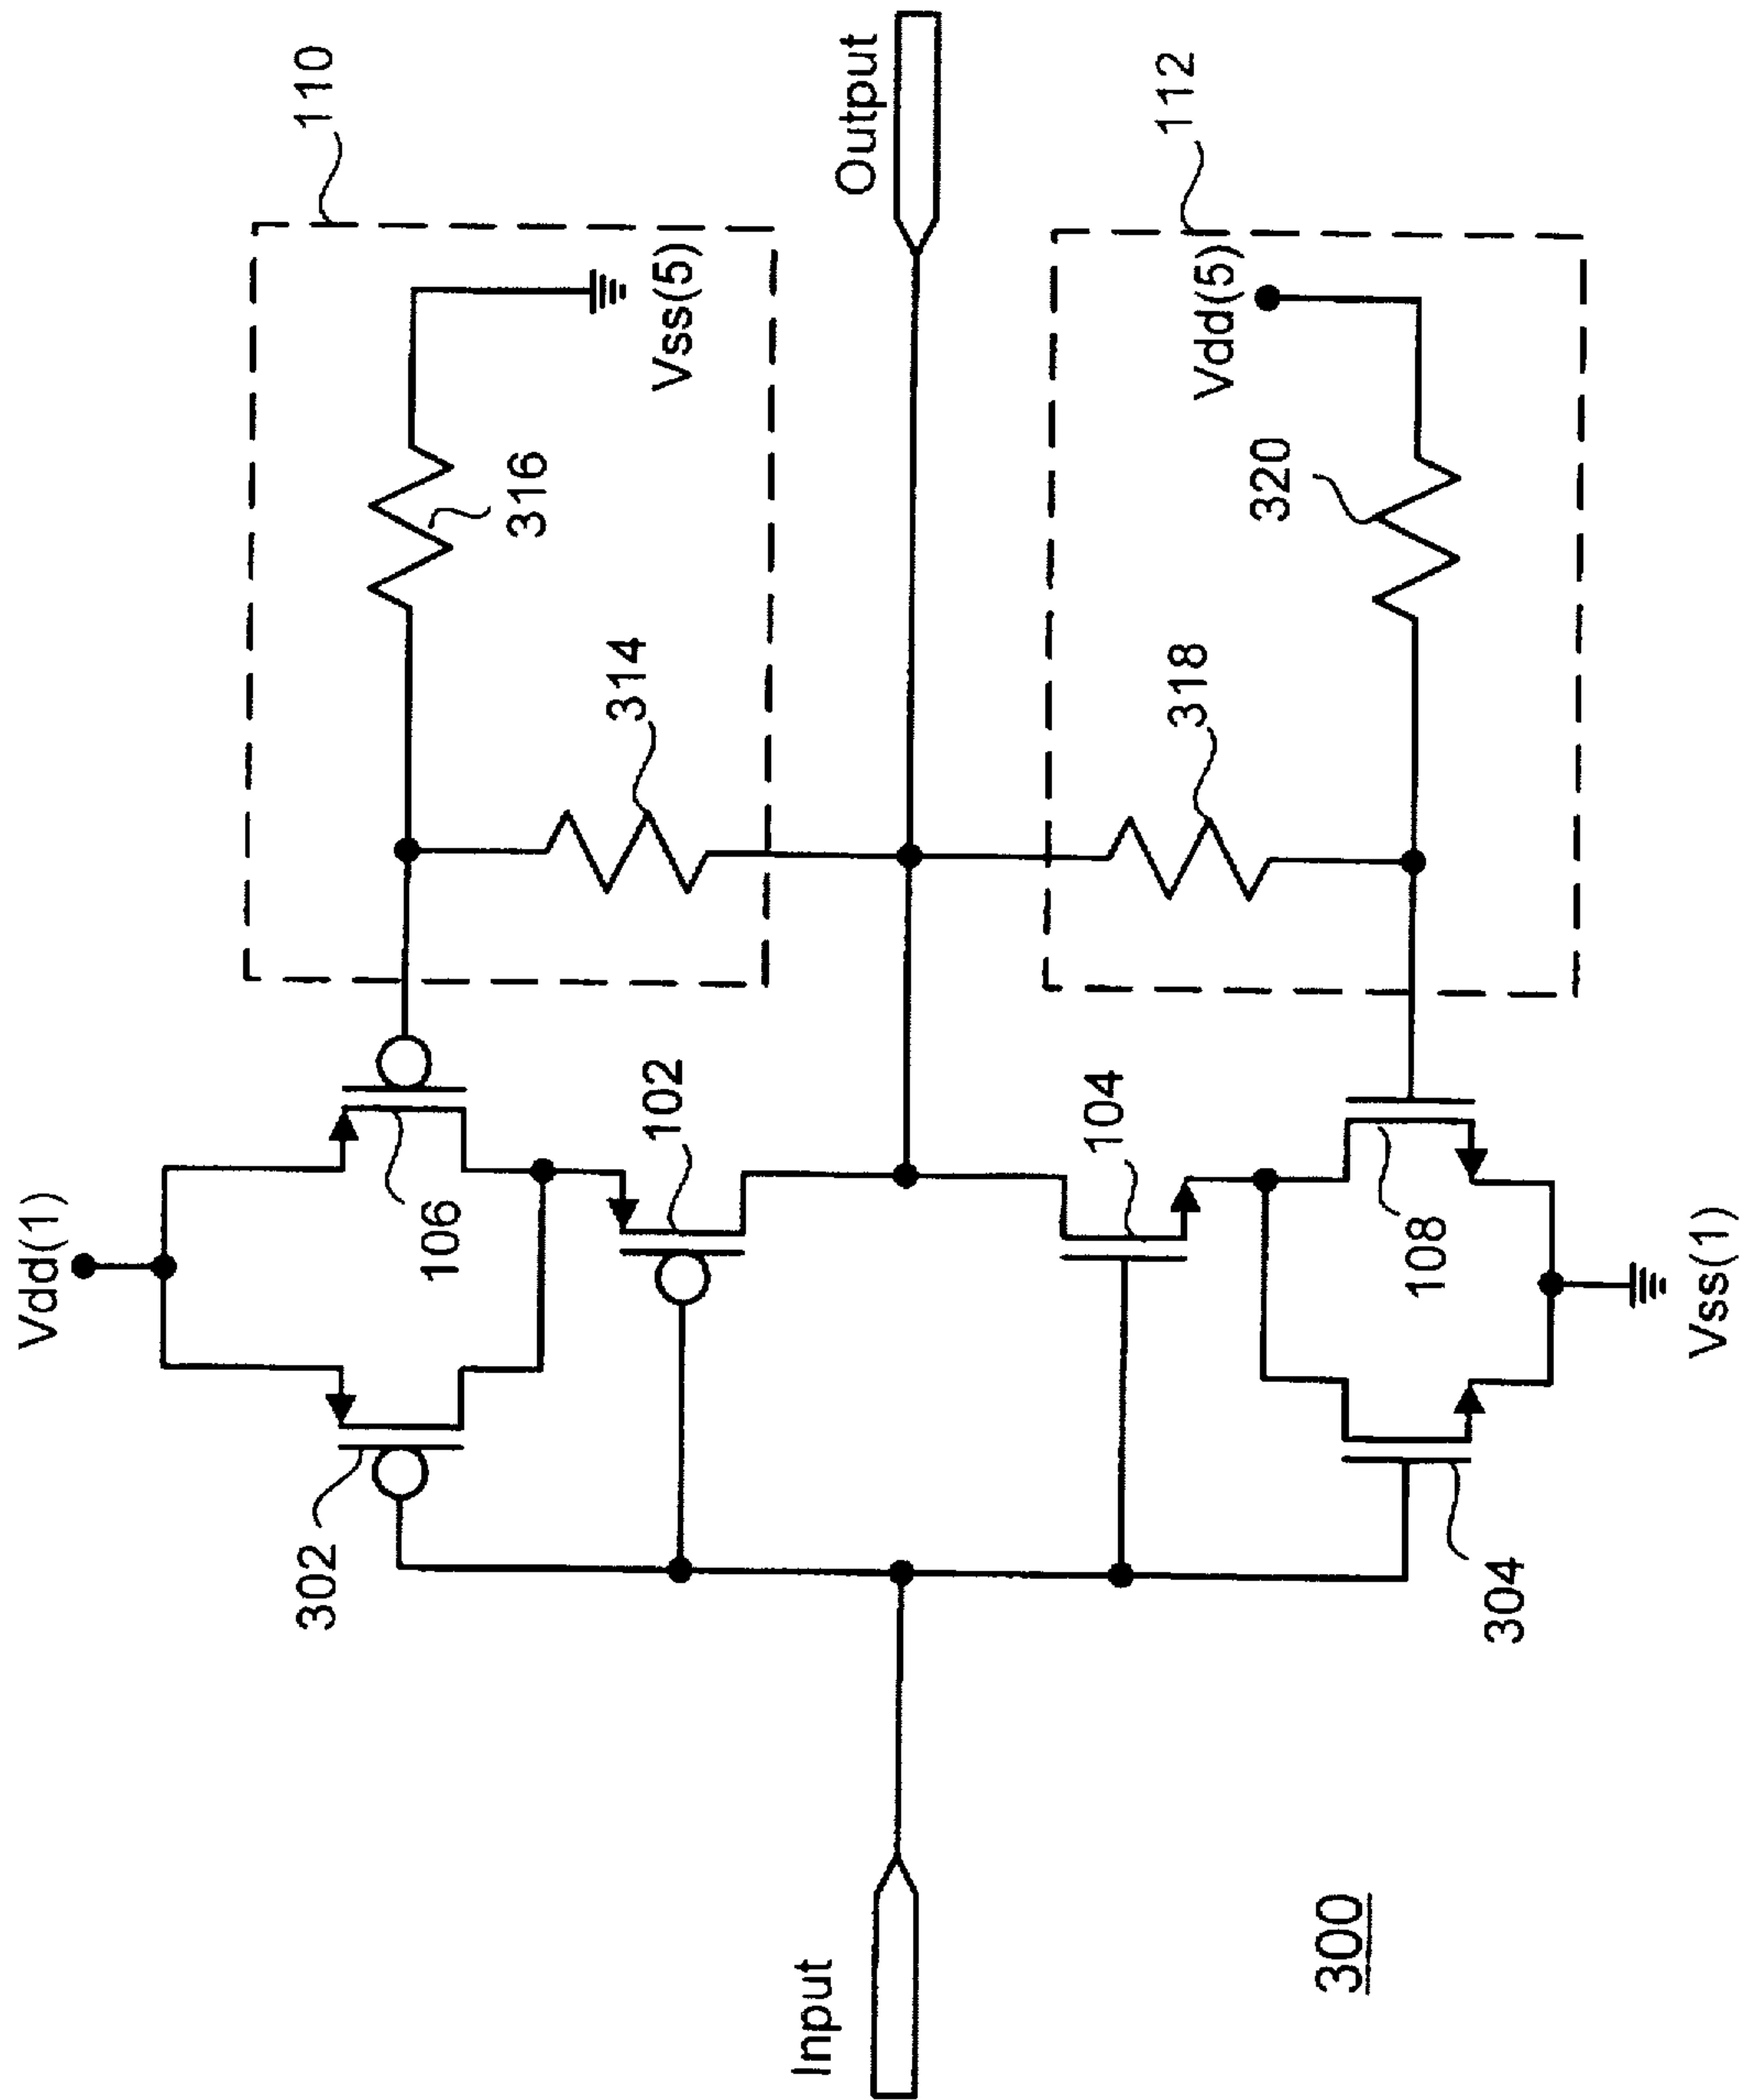 Vdd(1)
302
106
110
316
Vss(5)
314
102
Input
Output
104
318
112
Vdd(5)
320
304
108
Vss(1)
300